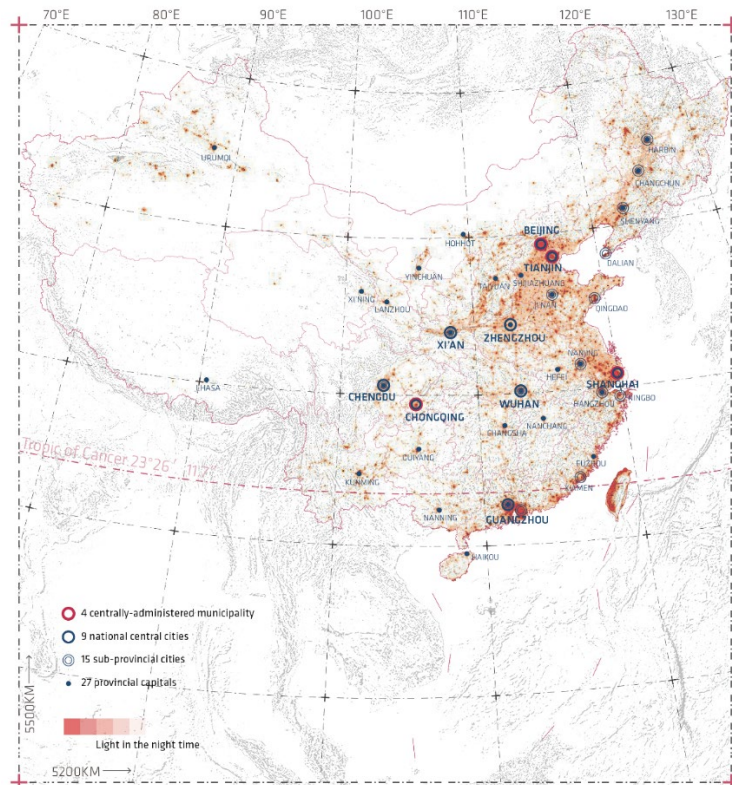 70°E 80°E 90°E 100°E 110°E 120°E 130°E
URUMQI
HARBIN
CHANGCHUN
SHENYANG
BEIJING
HOHHOT
DALIAN
TIANJIN
YINCHUAN
TAIYUAN
SHIJIAZHUANG
XI'NING
JINAN
QINGDAO
LANZHOU
ZHENGZHOU
XI'AN
NANJING
HEFEI
SHANGHAI
LHASA
CHENGDU
WUHAN
HANGZHOU
NINGBO
CHONGQING
NANCHANG
CHANGSHA
Tropic of Cancer 23°26'
GUIYANG
FUZHOU
KUNMING
XIAMEN
NANNING
GUANGZHOU
HAIKOU
4 centrally-administered municipality
9 national central cities
15 sub-provincial cities
27 provincial capitals
Light in the night time
5500KM
5200KM